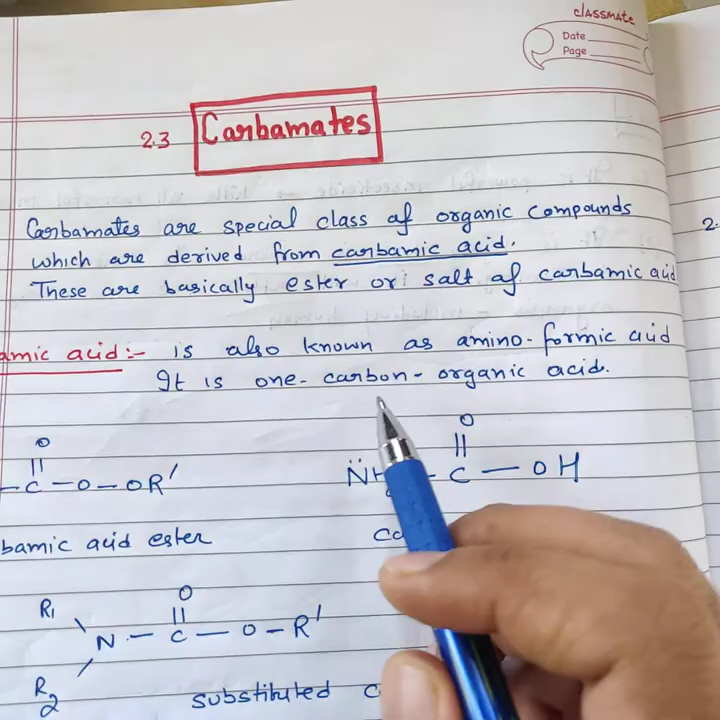 classmate
Date
Page
2.3 Carbamates
Carbamates are special class of organic compounds
which are derived from carbamic acid.
These are basically ester or salt of carbamic acid
amic acid:- is also known as amino-formic acid
It is one-carbon-organic acid.
O
||
- C - O - OR'
O
||
N̈H - C - OH
bamic acid ester
R1
O
||
N - C - O - R'
R2
substituted c
2.